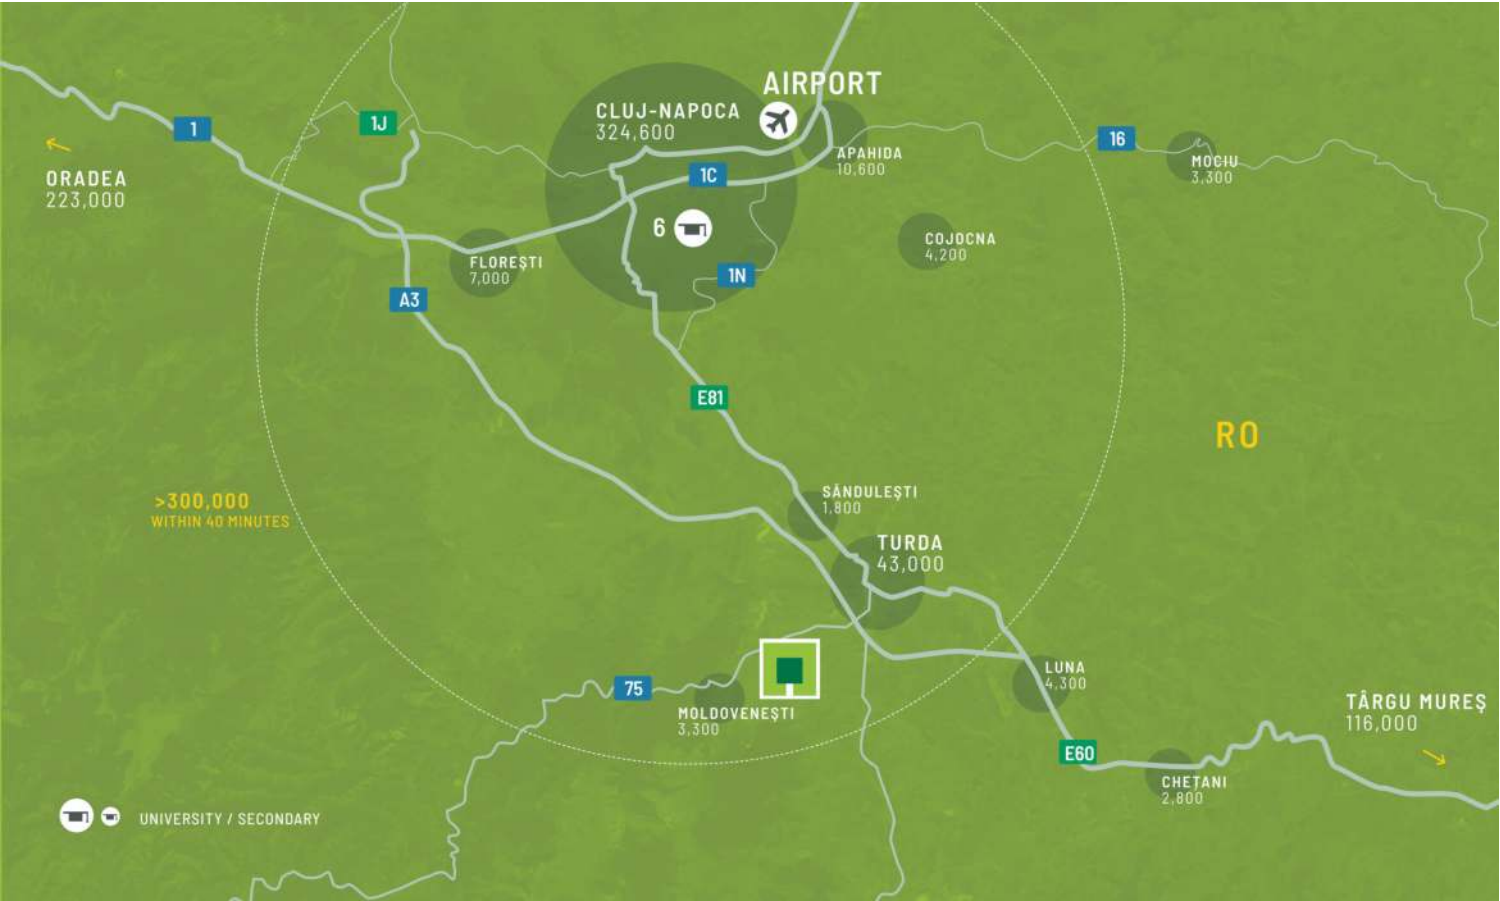 AIRPORT
CLUJ-NAPOCA
324,600
1
1J
16
ORADEA
223,000
1C
APAHIDA
10,600
MOCIU
3,300
6
COJOCNA
4,200
FLOREȘTI
7,000
1N
A3
E81
RO
>300,000
WITHIN 40 MINUTES
SĂNDULEȘTI
1,800
TURDA
43,000
75
MOLDOVENEȘTI
3,300
LUNA
4,300
TÂRGU MUREȘ
116,000
E60
CHEȚANI
2,800
UNIVERSITY / SECONDARY